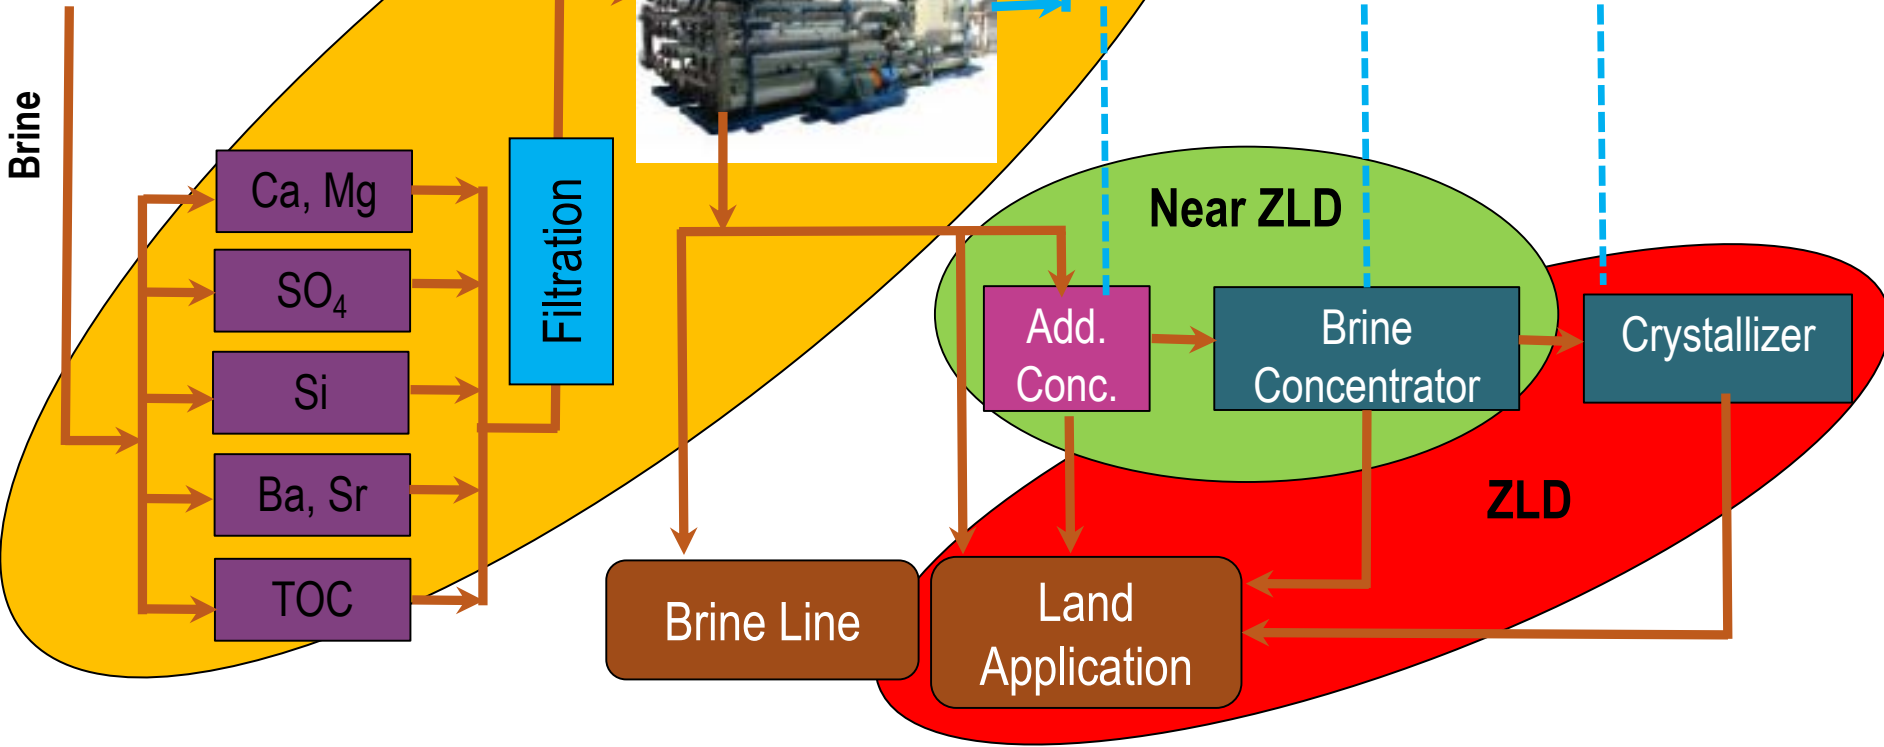 Brine
Ca, Mg
SO₄
Si
Ba, Sr
TOC
Filtration
Near ZLD
Add.
Conc.
Brine
Concentrator
Crystallizer
ZLD
Brine Line
Land
Application